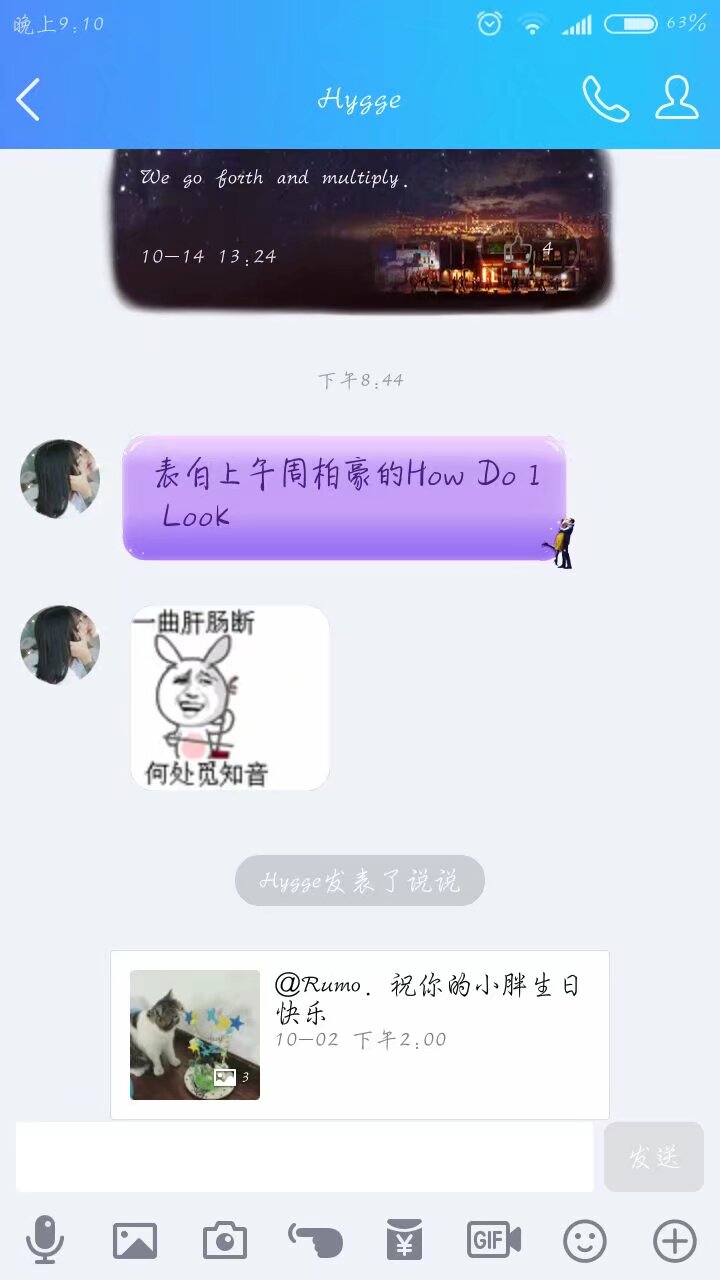 晚上9:10
63%
Hygge
We go forth and multiply.
10-14 13:24
4
下午8:44
表白上午周柏豪的How Do I
Look
一曲肝肠断
何处觅知音
Hygge发表了说说
@Rumo. 祝你的小胖生日
快乐
10-02 下午2:00
3
发送
GIF